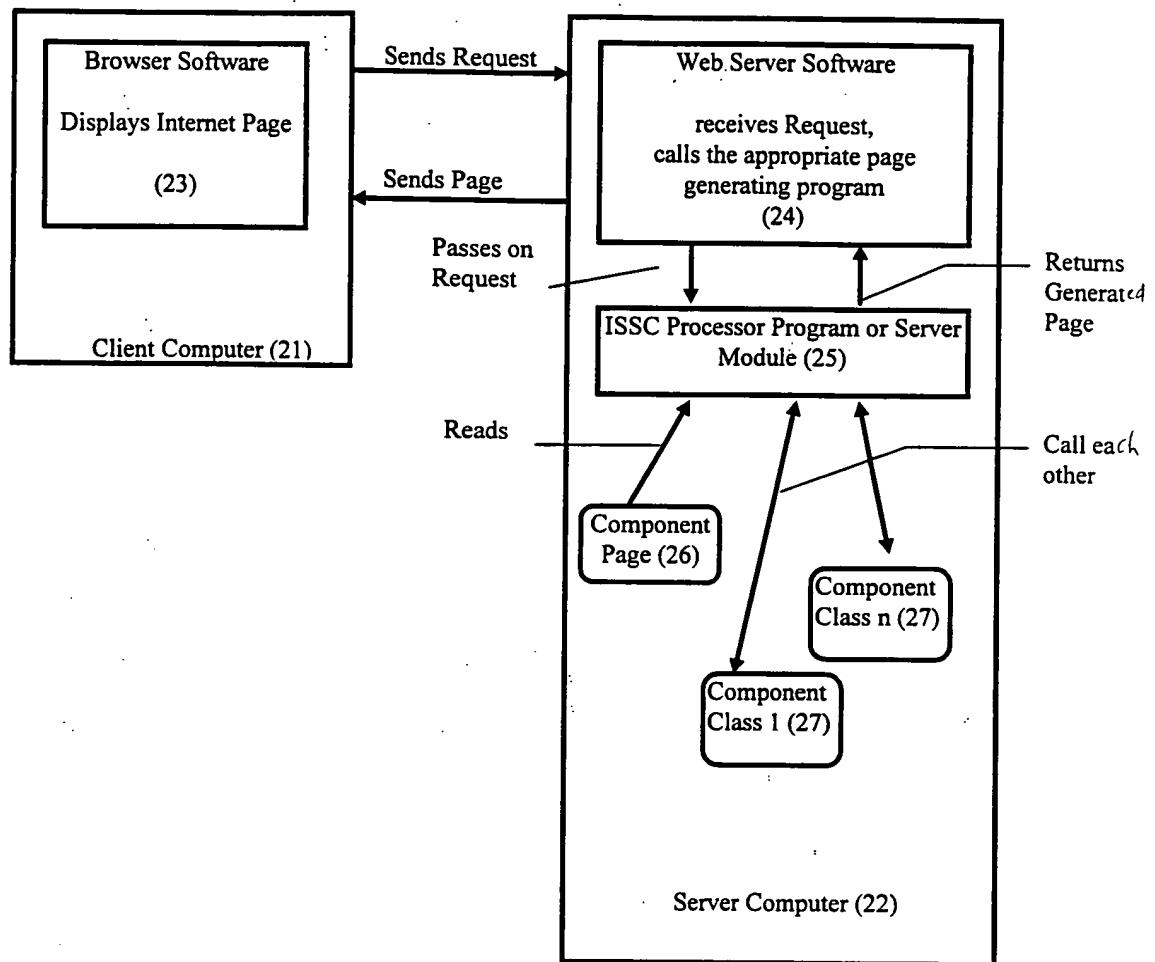 Browser Software
Displays Internet Page
(23)
Client Computer (21)
Sends Request
Sends Page
Web Server Software
receives Request,
calls the appropriate page
generating program
(24)
Passes on
Request
Returns
Generated
Page
ISSC Processor Program or Server
Module (25)
Reads
Call each
other
Component
Page (26)
Component
Class n (27)
Component
Class 1 (27)
Server Computer (22)